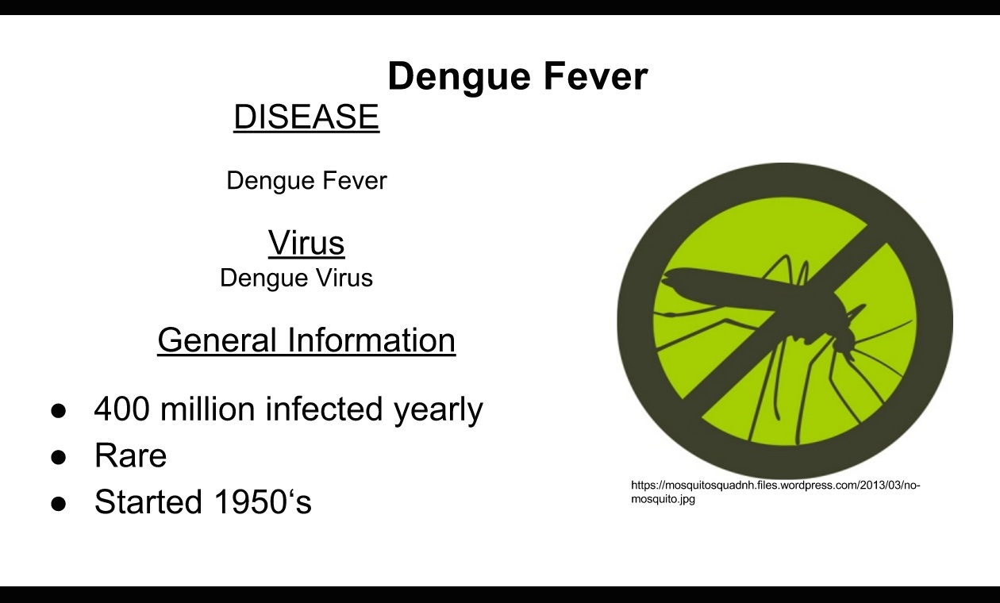 Dengue Fever
DISEASE
Dengue Fever
Virus
Dengue Virus
General Information
● 400 million infected yearly
● Rare
● Started 1950‘s
https://mosquitosquadnh.files.wordpress.com/2013/03/no-
mosquito.jpg